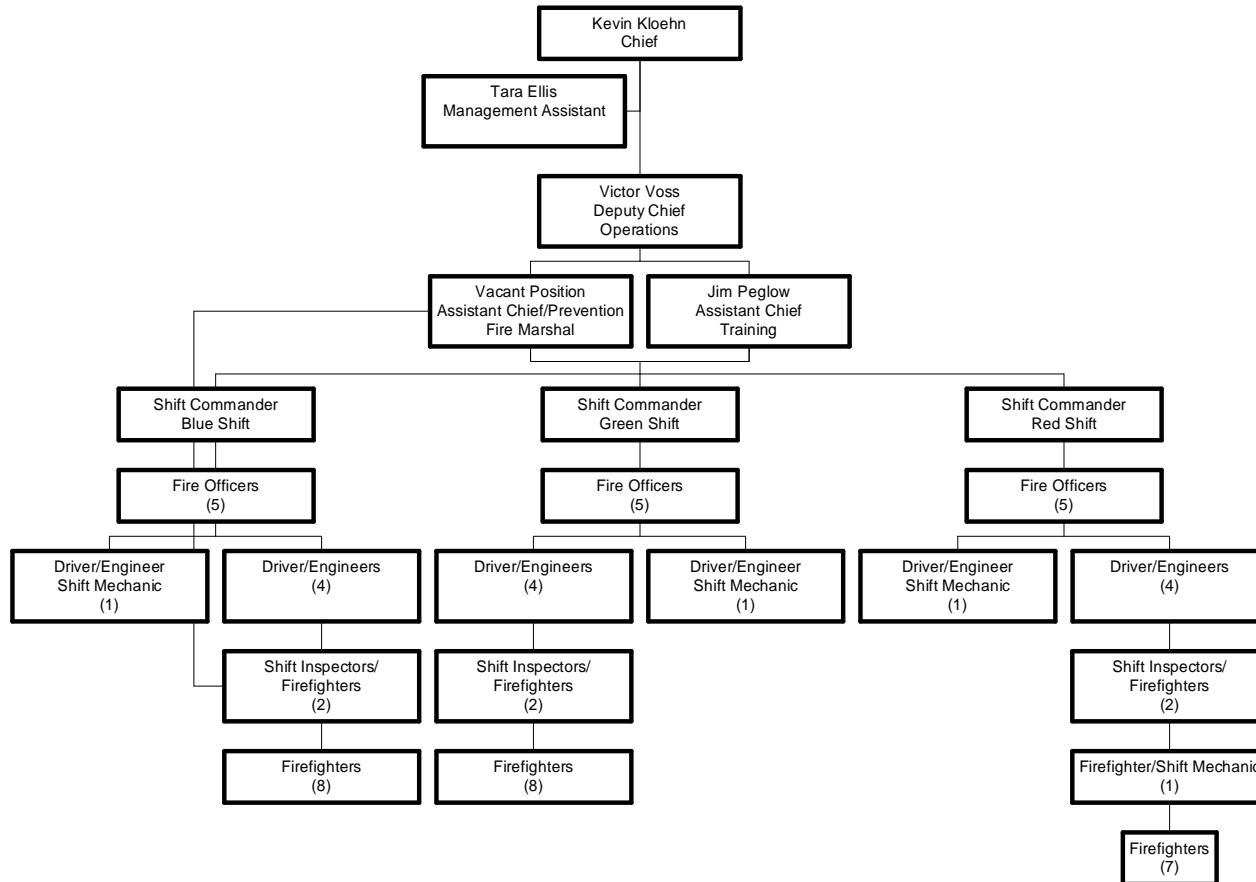 Kevin Kloehn
Chief
Tara Ellis
Management Assistant
Victor Voss
Deputy Chief
Operations
Vacant Position
Assistant Chief/Prevention
Fire Marshal
Jim Peglow
Assistant Chief
Training
Shift Commander
Blue Shift
Shift Commander
Green Shift
Shift Commander
Red Shift
Fire Officers
(5)
Fire Officers
(5)
Fire Officers
(5)
Driver/Engineer
Shift Mechanic
(1)
Driver/Engineers
(4)
Driver/Engineers
(4)
Driver/Engineer
Shift Mechanic
(1)
Driver/Engineer
Shift Mechanic
(1)
Driver/Engineers
(4)
Shift Inspectors/
Firefighters
(2)
Shift Inspectors/
Firefighters
(2)
Shift Inspectors/
Firefighters
(2)
Firefighters
(8)
Firefighters
(8)
Firefighter/Shift Mechanic
(1)
Firefighters
(7)